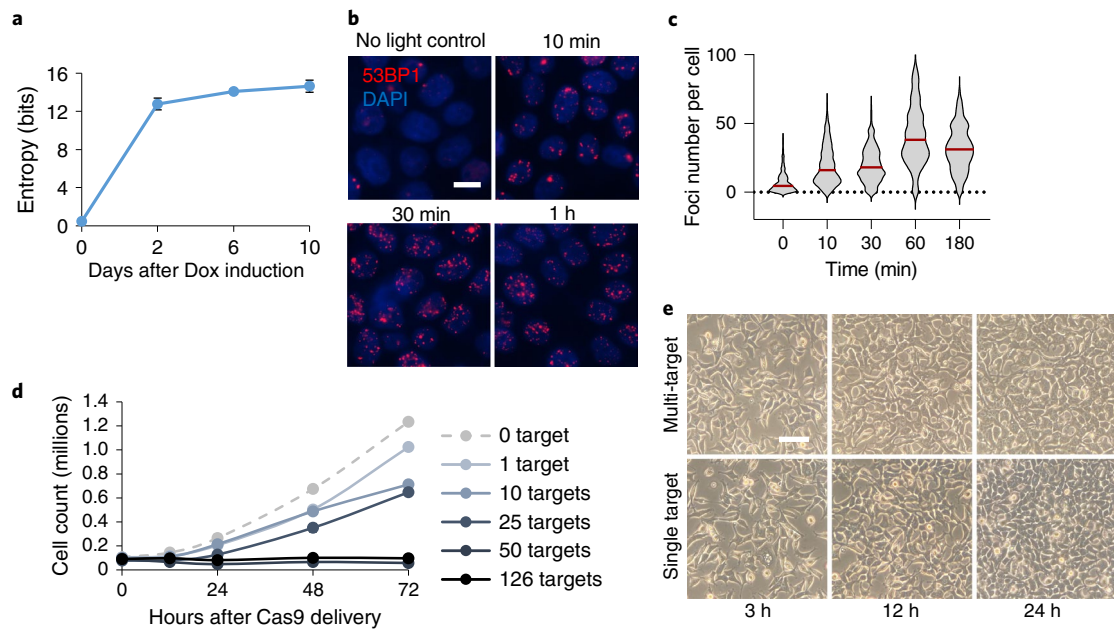 a
Entropy (bits)
16
12
8
4
0
0 2 6 10
Days after Dox induction
b
No light control 10 min
53BP1
DAPI
30 min 1 h
c
Foci number per cell
100
50
0
0 10 30 60 180
Time (min)
d
Cell count (millions)
1.4
1.2
1.0
0.8
0.6
0.4
0.2
0
0 24 48 72
Hours after Cas9 delivery
0 target
1 target
10 targets
25 targets
50 targets
126 targets
e
Multi-target
Single target
3 h 12 h 24 h